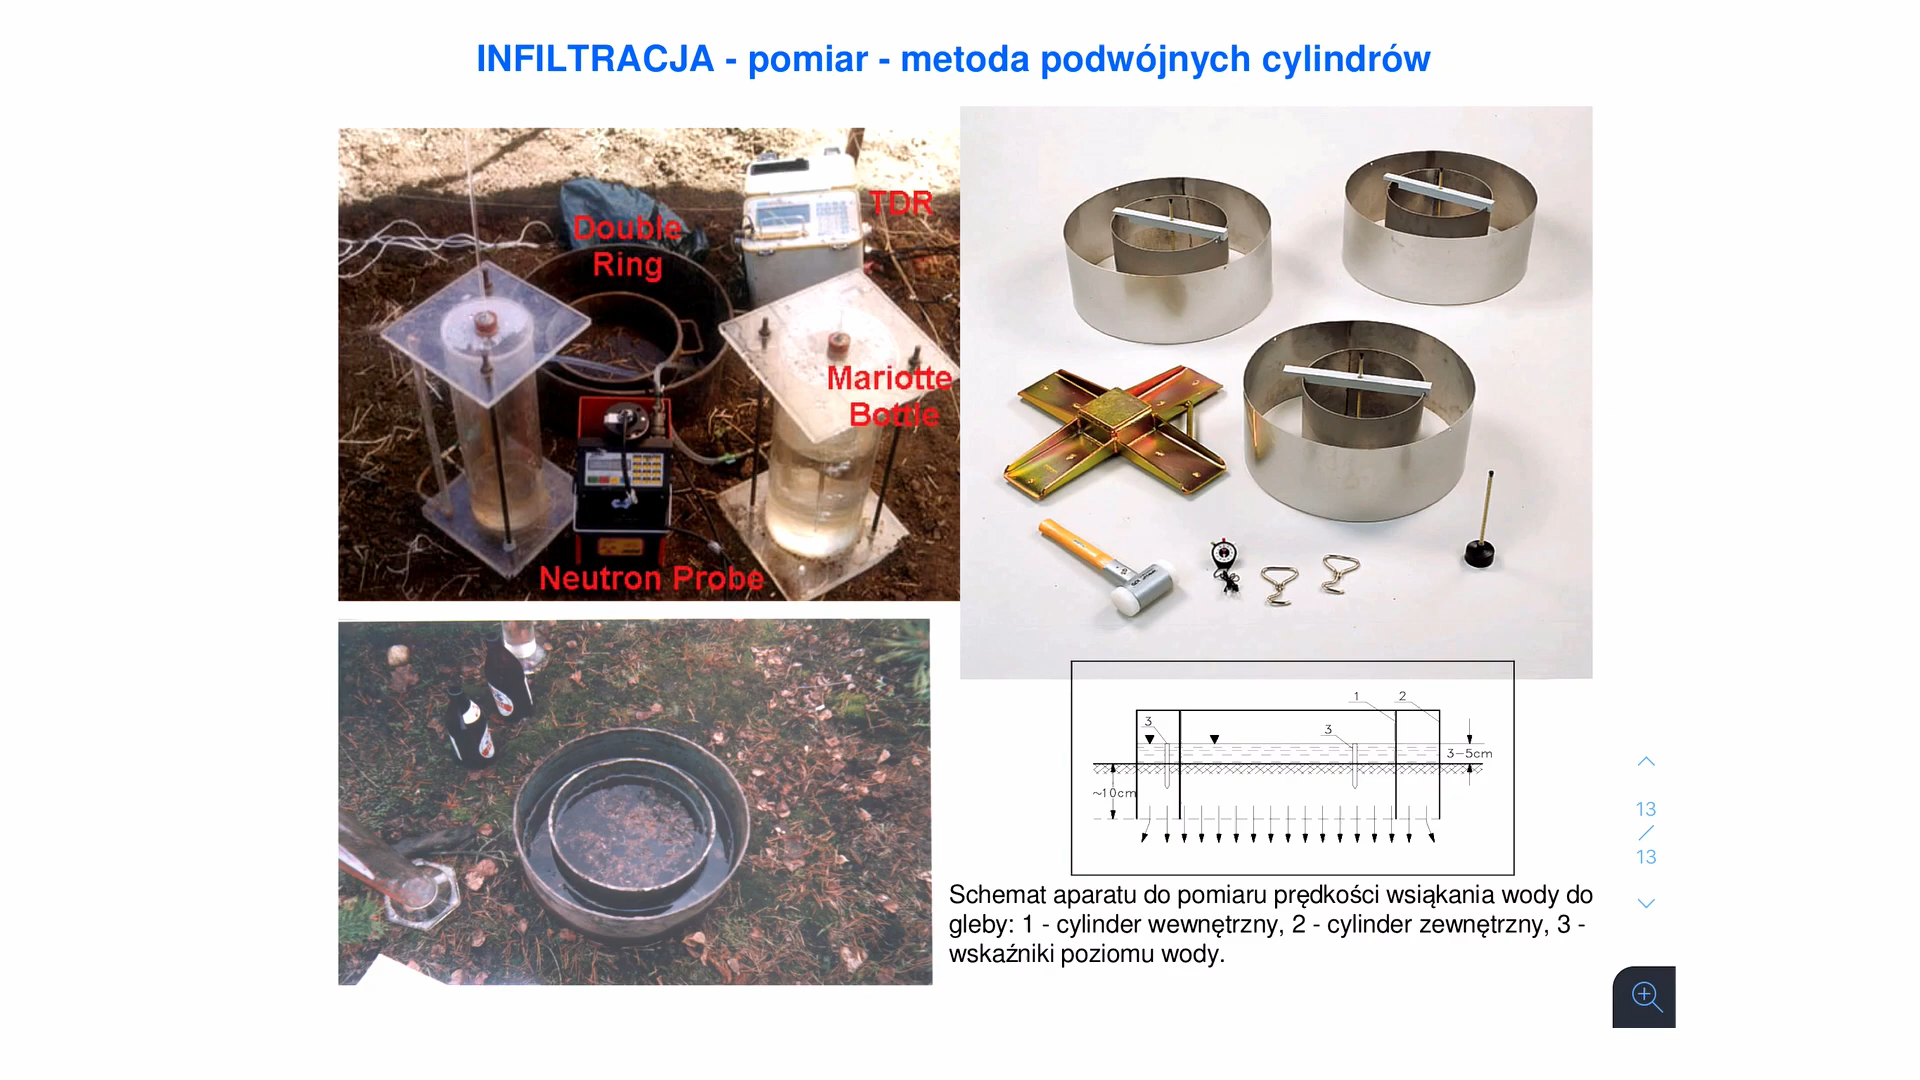 INFILTRACJA - pomiar - metoda podwójnych cylindrów
TDR
Double
Ring
Mariotte
Bottle
Neutron Probe
1
2
3
3
3-5cm
~10cm
Schemat aparatu do pomiaru prędkości wsiąkania wody do
gleby: 1 - cylinder wewnętrzny, 2 - cylinder zewnętrzny, 3 -
wskaźniki poziomu wody.
13
/
13